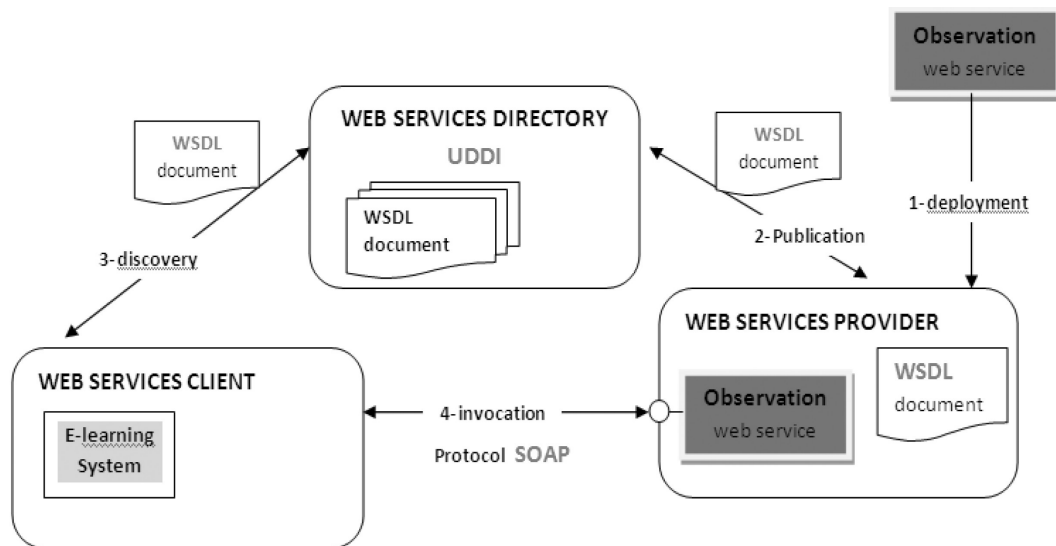 Observation
web service
WEB SERVICES DIRECTORY
UDDI
WSDL
document
WSDL
document
WSDL
document
1-deployment
2-Publication
3-discovery
WEB SERVICES PROVIDER
WEB SERVICES CLIENT
WSDL
document
Observation
web service
4-invocation
E-learning
System
Protocol SOAP